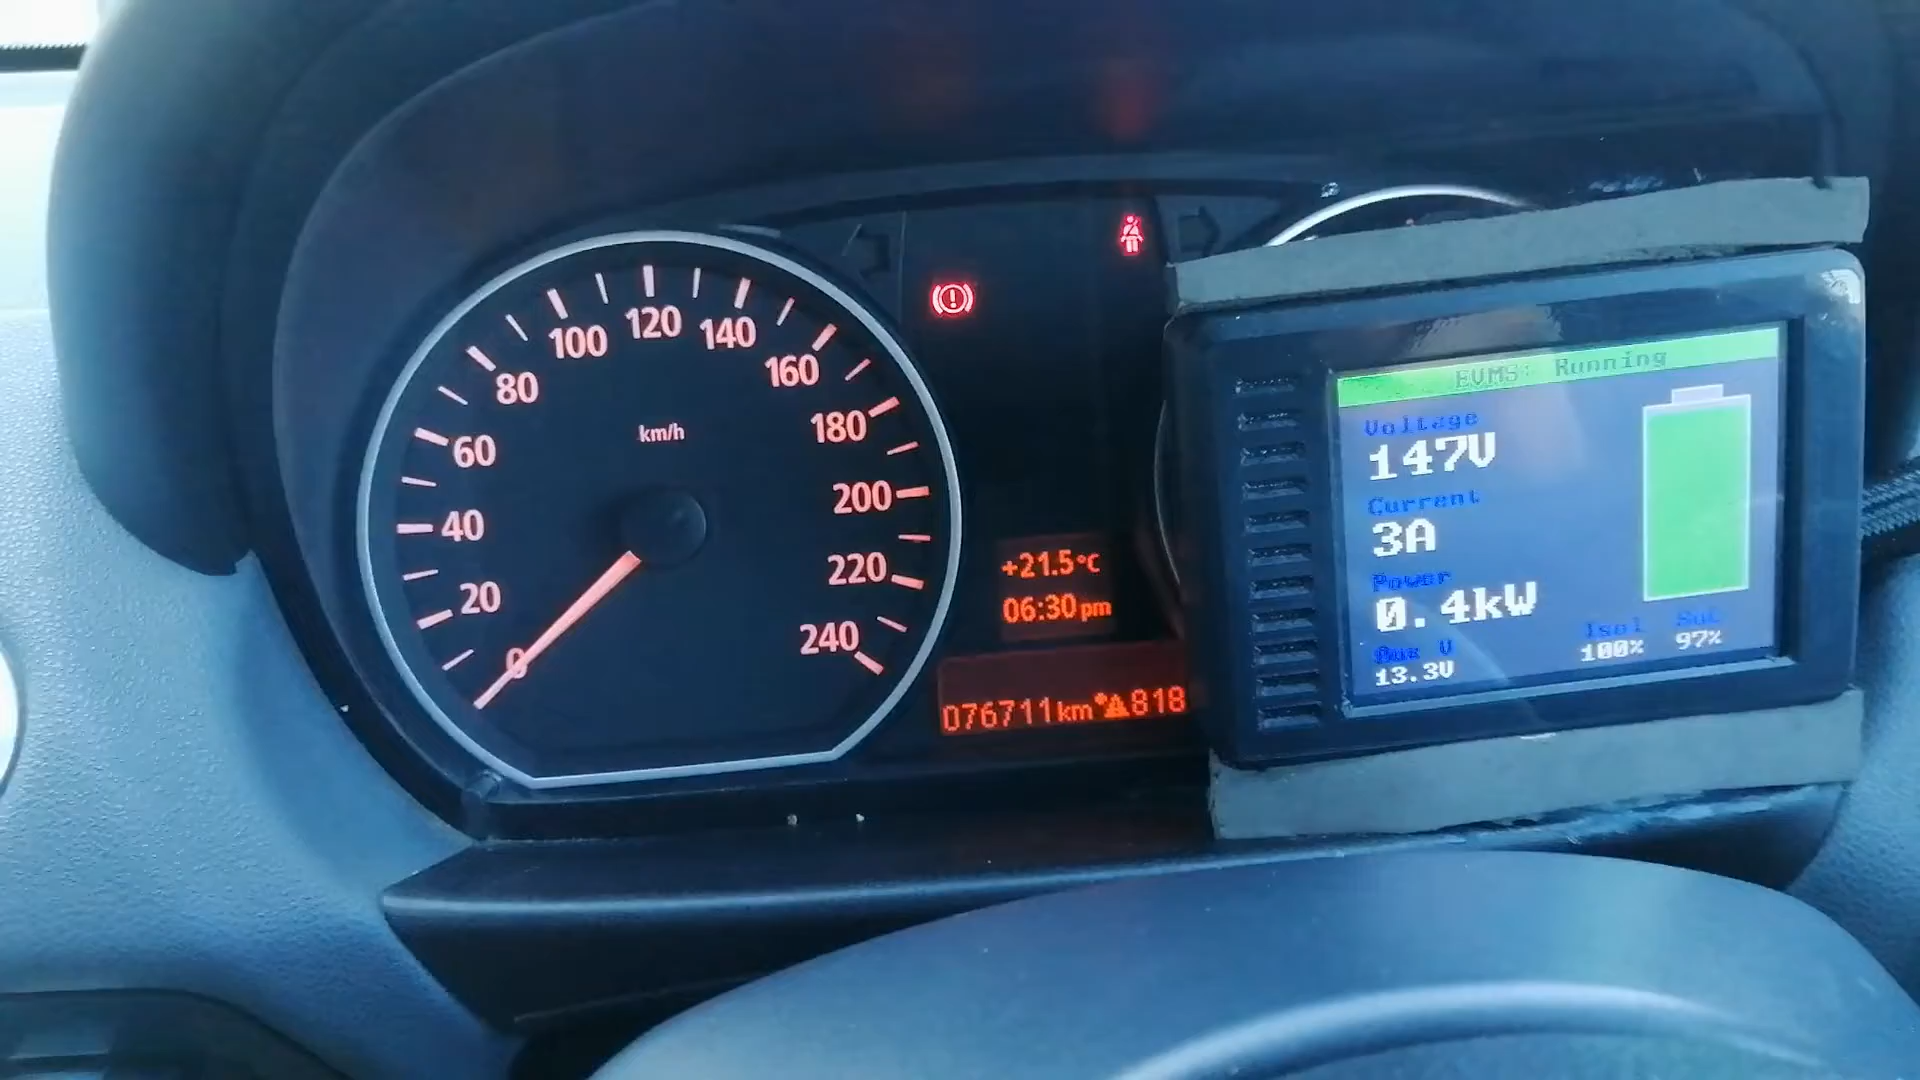 0
20
40
60
80
100
120
140
160
180
200
220
240
km/h
+21.5°C
06:30pm
076711km 818
EVMS: Running
Voltage
147V
Current
3A
Power
0.4kW
Aux V
13.3V
Isol
100%
SoC
97%